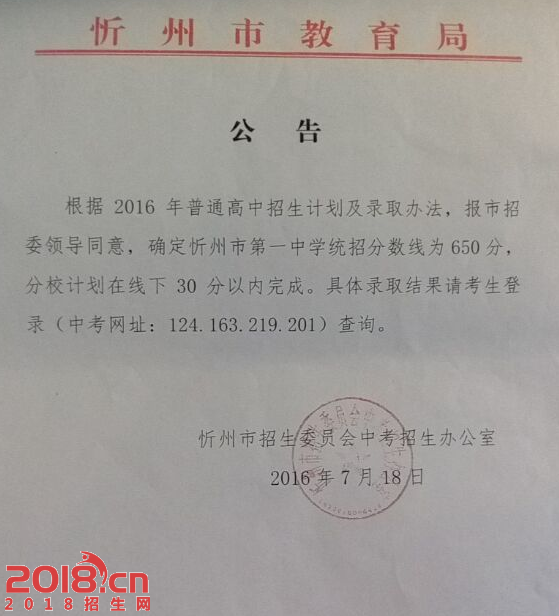 忻州市教育局
公告
根据 2016 年普通高中招生计划及录取办法，报市招
委领导同意，确定忻州市第一中学统招分数线为650分，
分校计划在线下 30 分以内完成。具体录取结果请考生登
录（中考网址：124.163.219.201）查询。
忻州市招生委员会中考招生办公室
2016 年 7 月 18 日
2018.cn
2018招生网